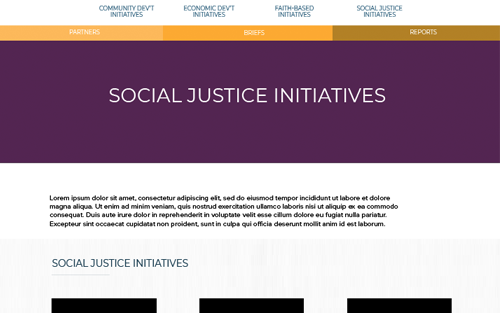 COMMUNITY DEV'T ECONOMIC DEV'T FAITH-BASED SOCIAL JUSTICE
INITIATIVES INITIATIVES INITIATIVES INITIATIVES
PARTNERS BRIEFS REPORTS
SOCIAL JUSTICE INITIATIVES
Lorem ipsum dolor sit amet, consectetur adipiscing elit, sed do eiusmod tempor incididunt ut labore et dolore
magna aliqua. Ut enim ad minim veniam, quis nostrud exercitation ullamco laboris nisi ut aliquip ex ea commodo
consequat. Duis aute irure dolor in reprehenderit in voluptate velit esse cillum dolore eu fugiat nulla pariatur.
Excepteur sint occaecat cupidatat non proident, sunt in culpa qui officia deserunt mollit anim id est laborum.
SOCIAL JUSTICE INITIATIVES